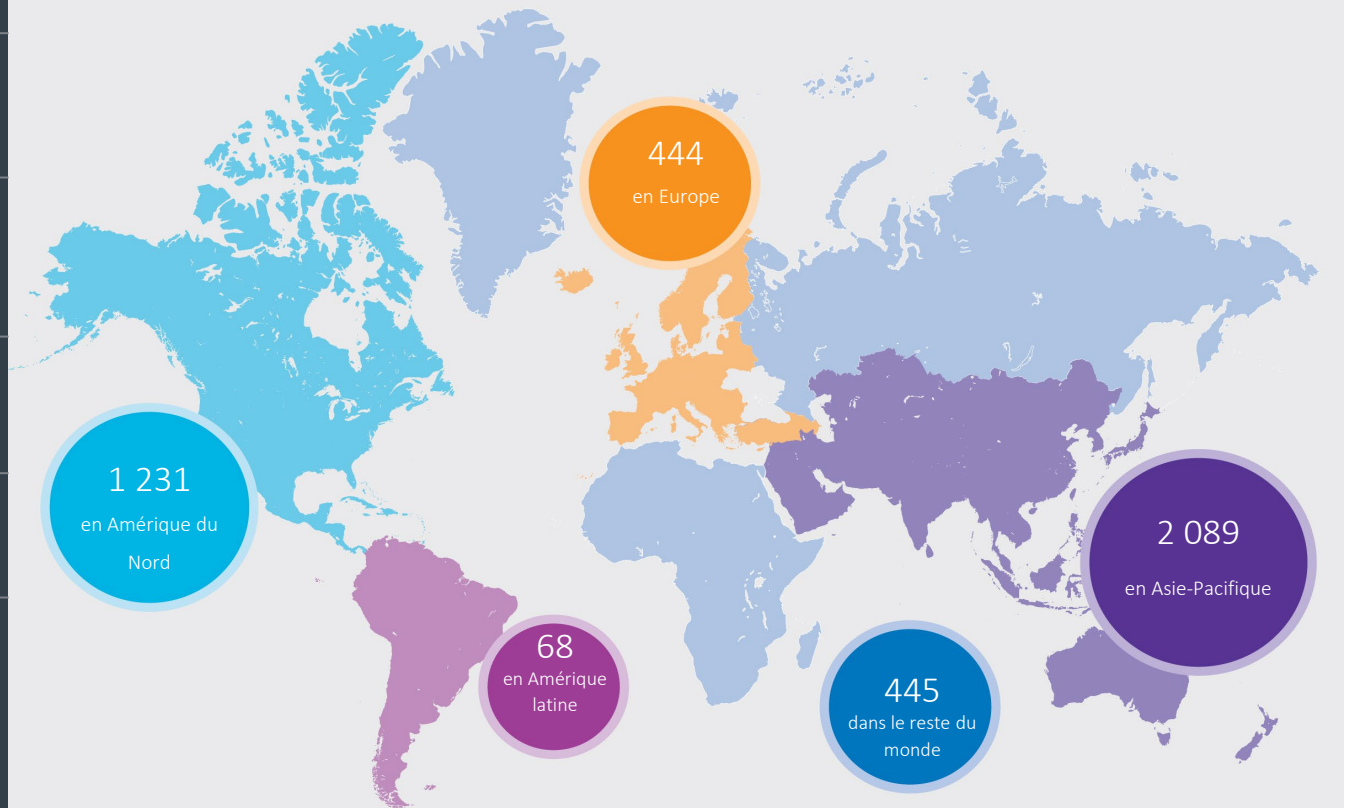 444
en Europe
1 231
en Amérique du
Nord
2 089
en Asie-Pacifique
68
en Amérique
latine
445
dans le reste du
monde